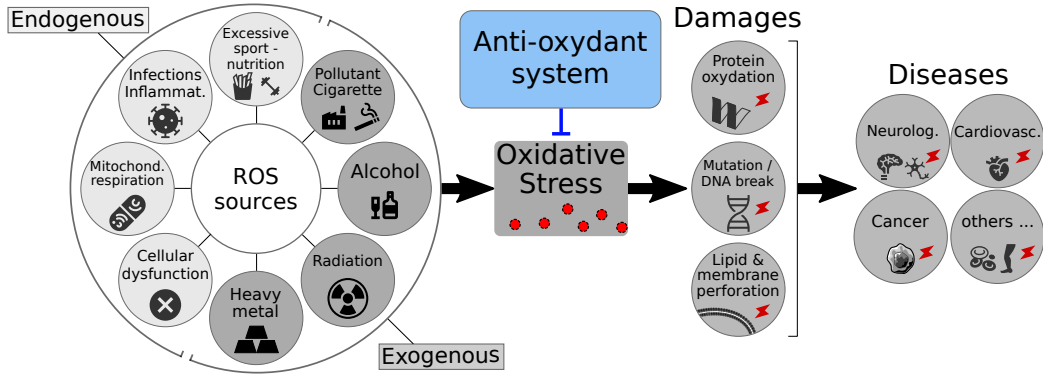 Endogenous
Excessive
sport -
nutrition
Infections
Inflammat.
Pollutant
Cigarette
Mitochond.
respiration
ROS
sources
Alcohol
Cellular
dysfunction
Radiation
Heavy
metal
Exogenous
Anti-oxydant
system
Oxidative
Stress
Damages
Protein
oxydation
Mutation /
DNA break
Lipid &
membrane
perforation
Diseases
Neurolog.
Cardiovasc.
Cancer
others ...